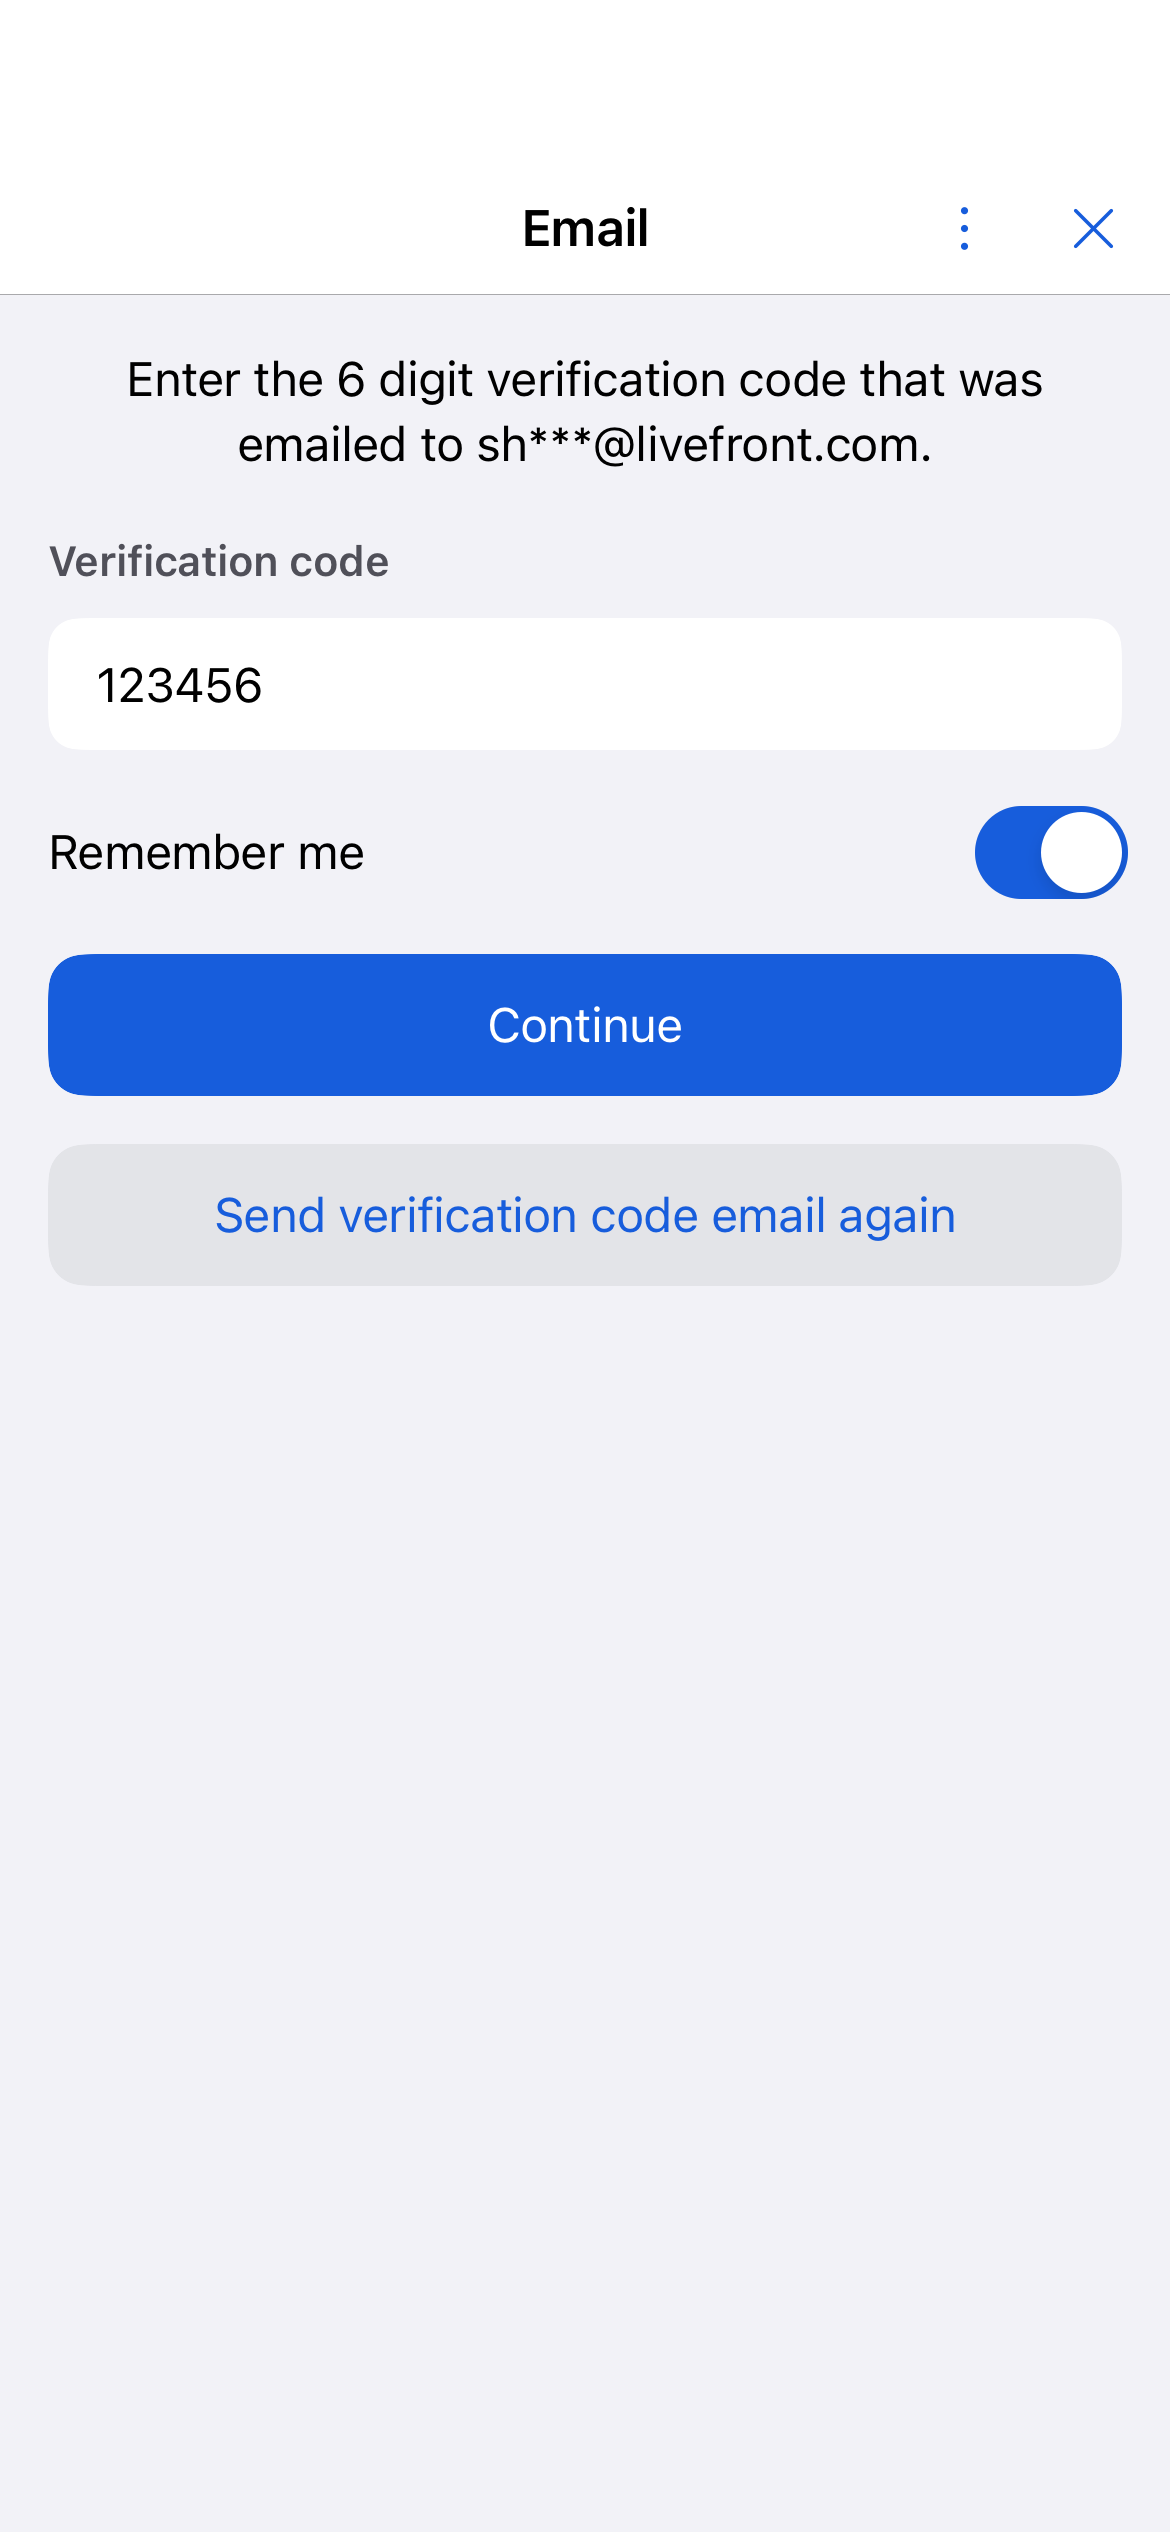 Email
Enter the 6 digit verification code that was
emailed to sh***@livefront.com.
Verification code
123456
Remember me
Continue
Send verification code email again